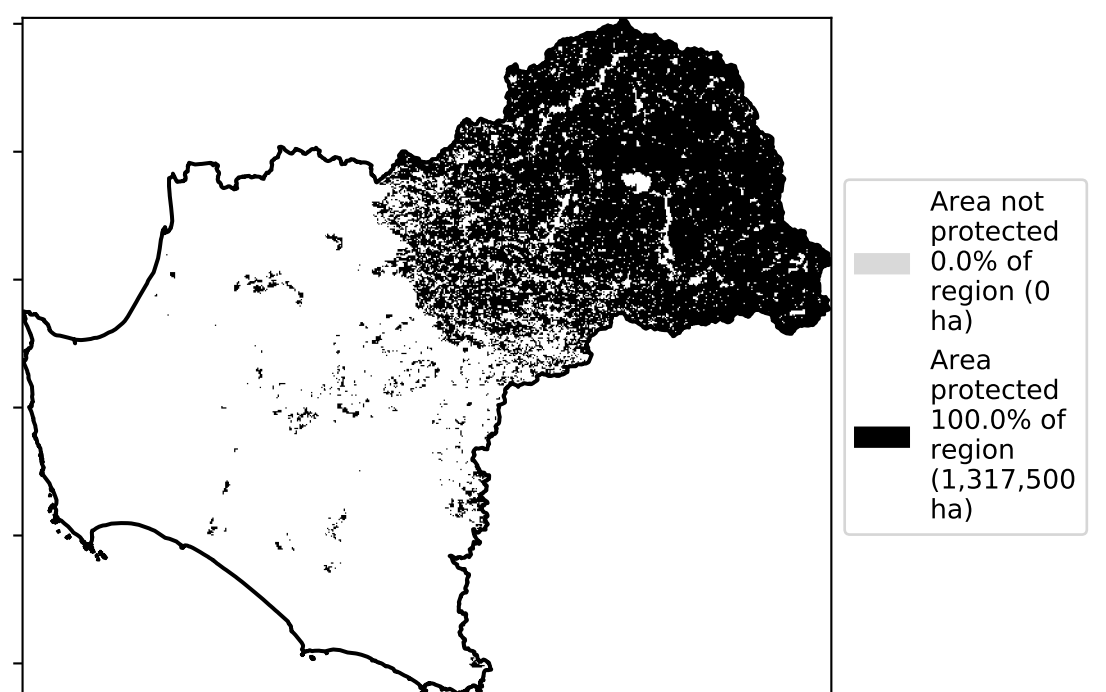 Area not
protected
0.0% of
region (0
ha)
Area
protected
100.0% of
region
(1,317,500
ha)